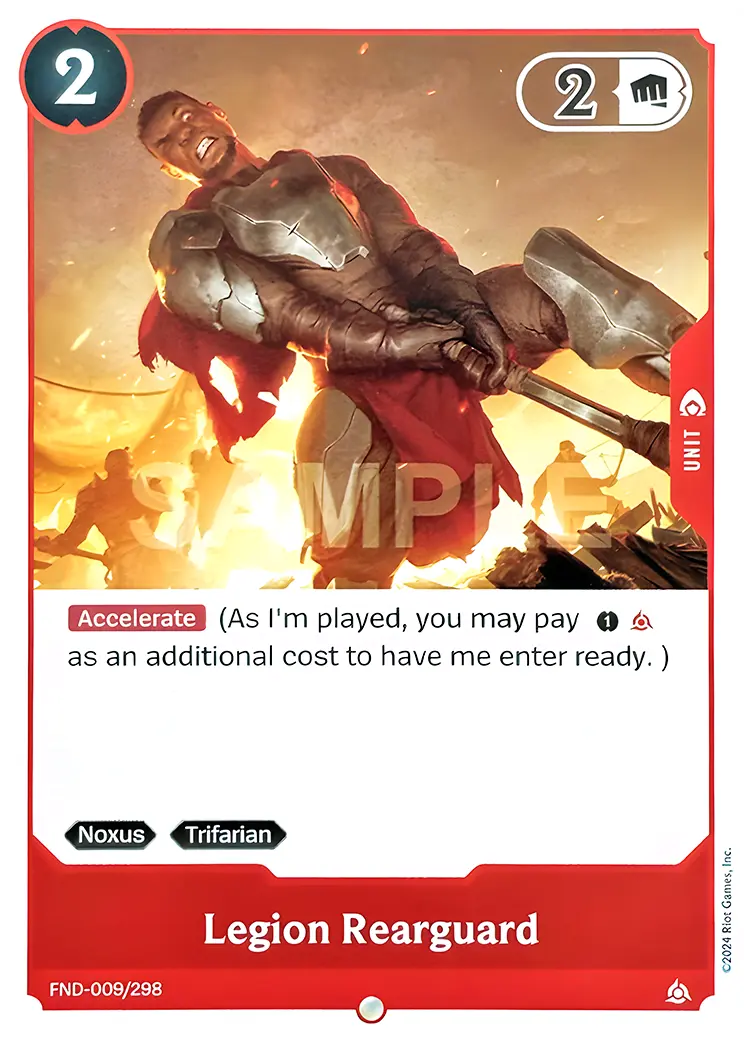 2
2
UNIT
SAMPLE
Accelerate (As I'm played, you may pay 1
as an additional cost to have me enter ready. )
Noxus Trifarian
Legion Rearguard
©2024 Riot Games, Inc.
FND-009/298